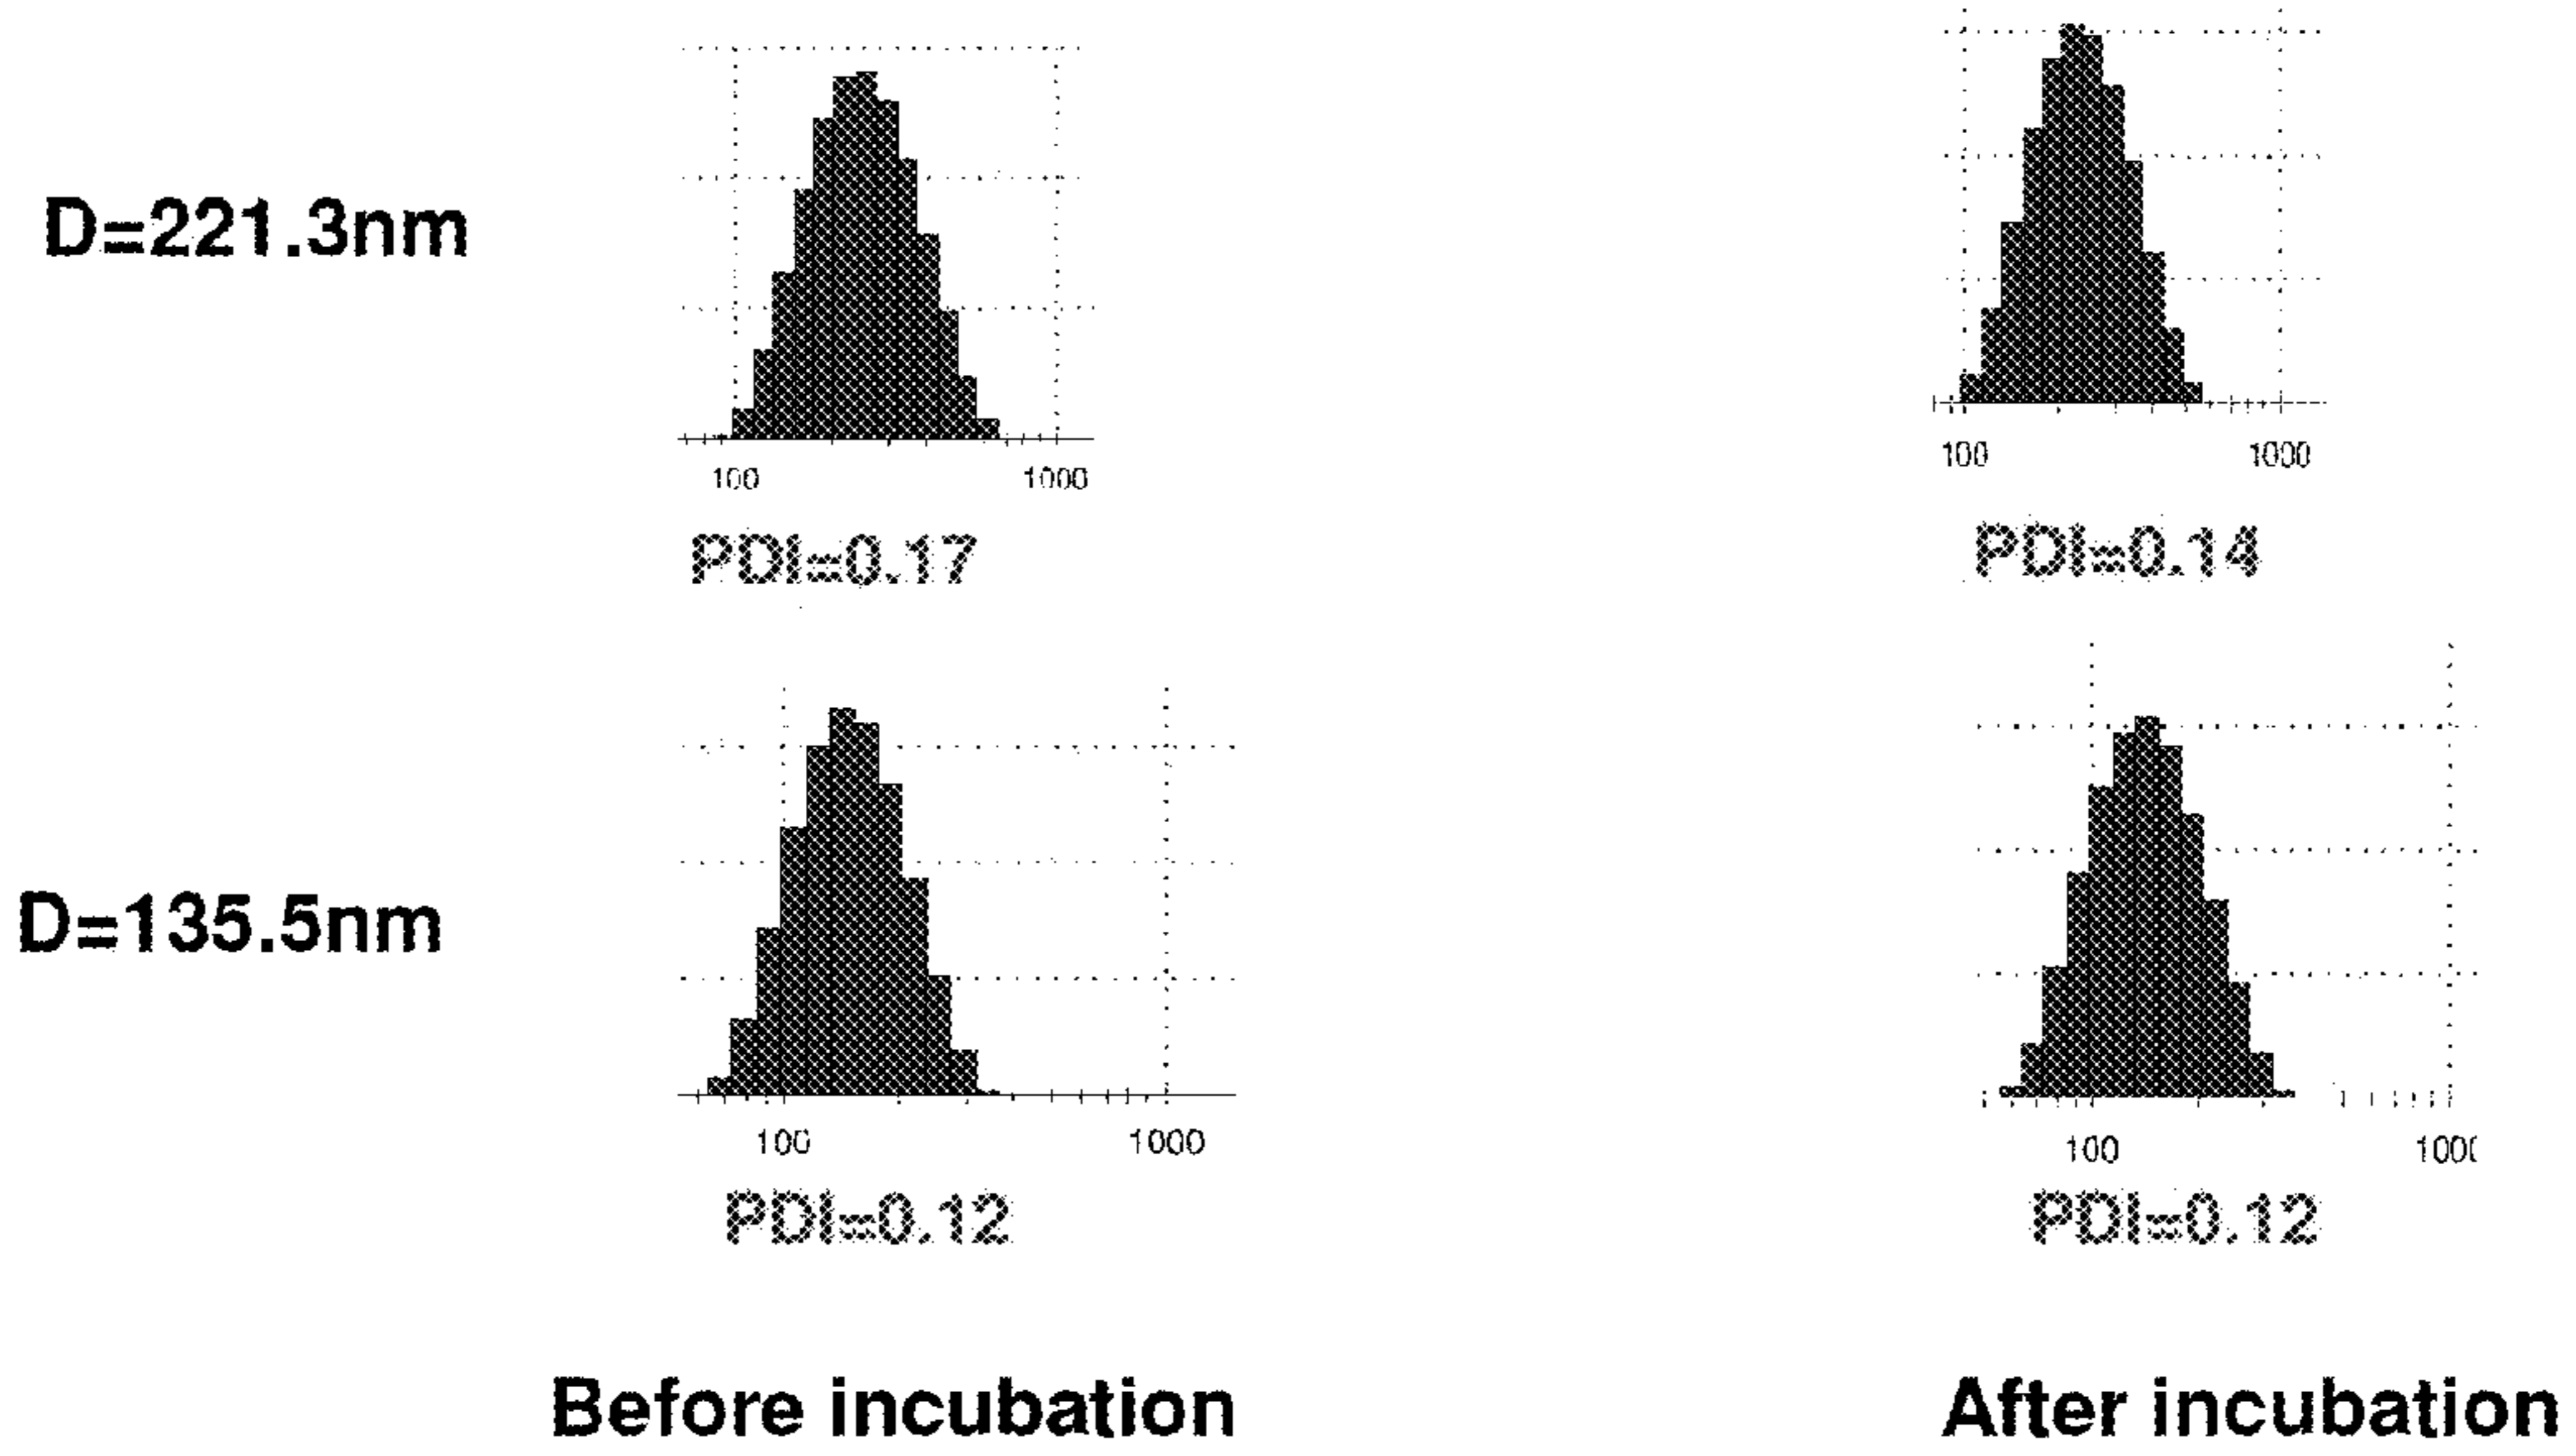 D=221.3nm
100 1000
100 1000
PDI=0.17
PDI=0.14
D=135.5nm
100 1000
100 100
PDI=0.12
PDI=0.12
Before incubation
After incubation